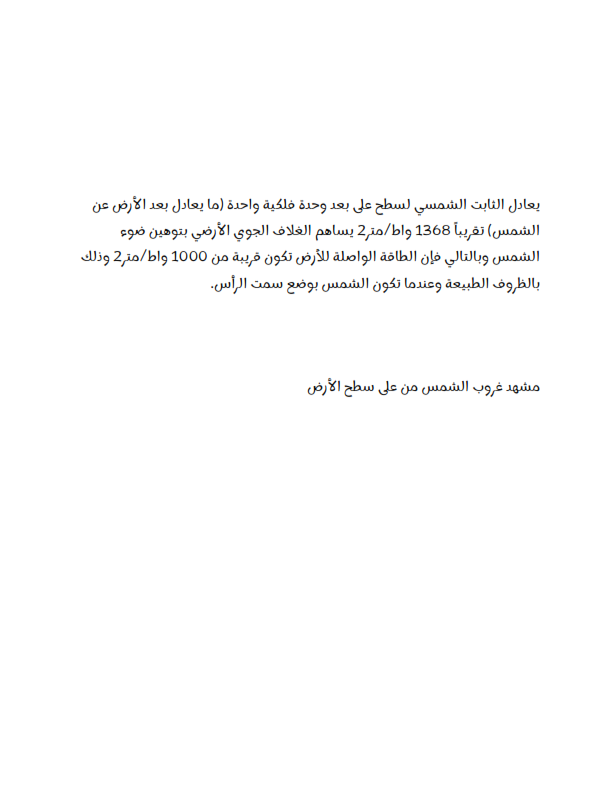 يعادل الثابت الشمسي لسطح على بعد وحدة فلكية واحدة (ما يعادل بعد الأرض عن
الشمس) تقريباً 1368 واط/متر2 يساهم الغلاف الجوي الأرضي بتوهين ضوء
الشمس وبالتالي فإن الطاقة الواصلة للأرض تكون قريبة من 1000 واط/متر2 وذلك
بالظروف الطبيعة وعندما تكون الشمس بوضع سمت الرأس.
مشهد غروب الشمس من على سطح الأرض